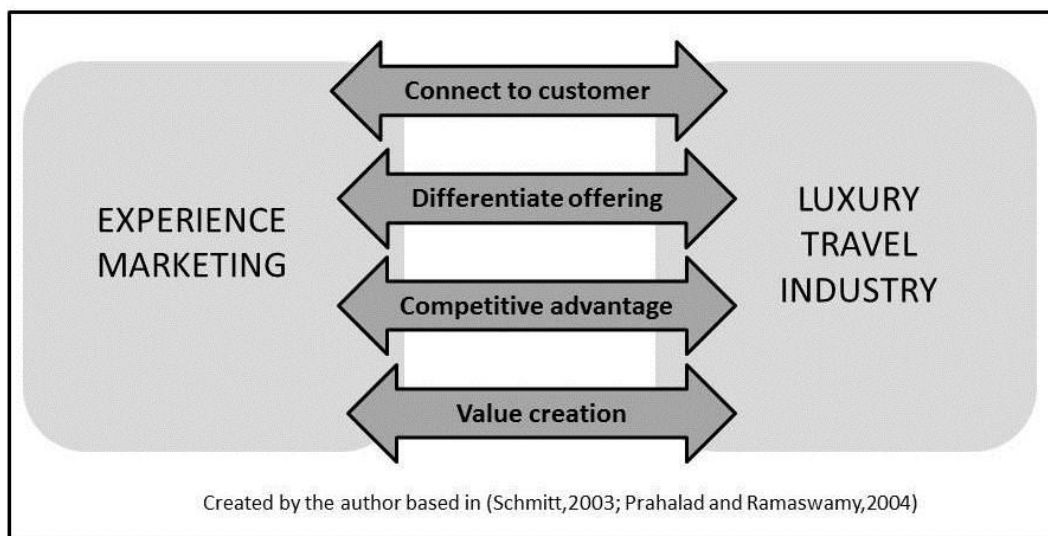 Connect to customer
Differentiate offering
EXPERIENCE
MARKETING
LUXURY
TRAVEL
INDUSTRY
Competitive advantage
Value creation
Created by the author based in (Schmitt,2003; Prahalad and Ramaswamy,2004)